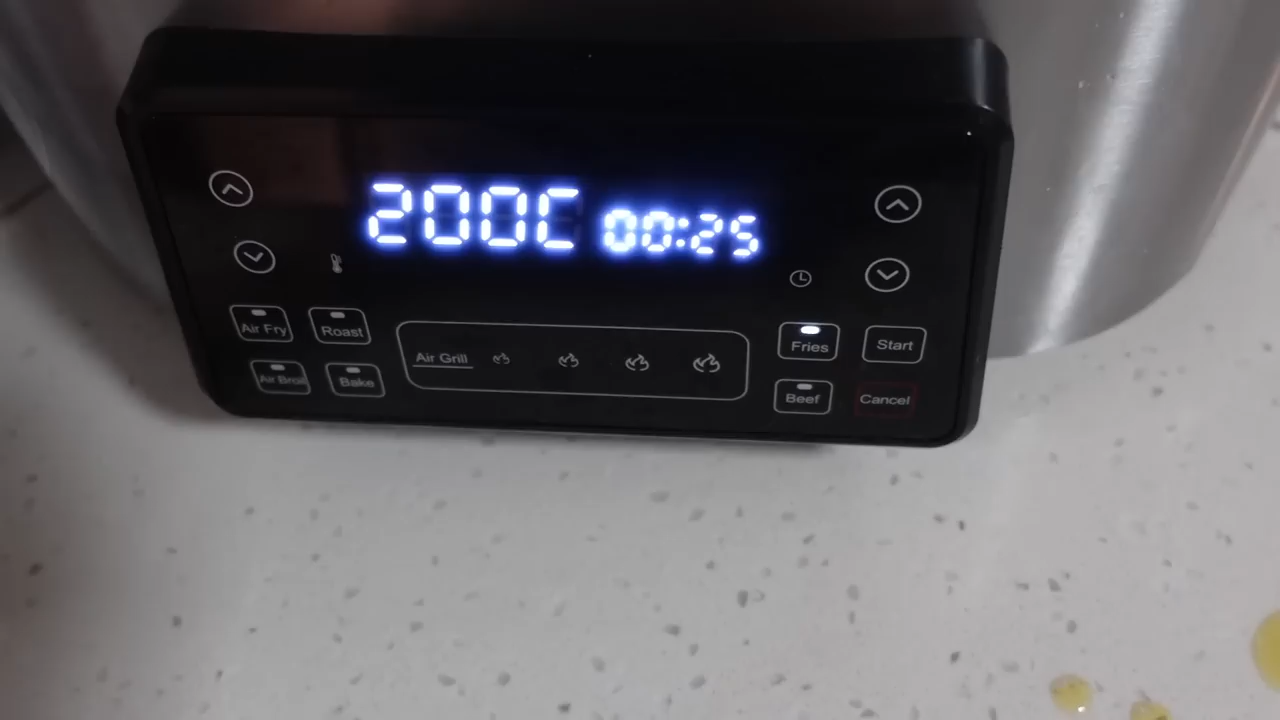 200C 00:25
Air Fry Roast
Air Broil Bake
Air Grill
Fries Start
Beef Cancel